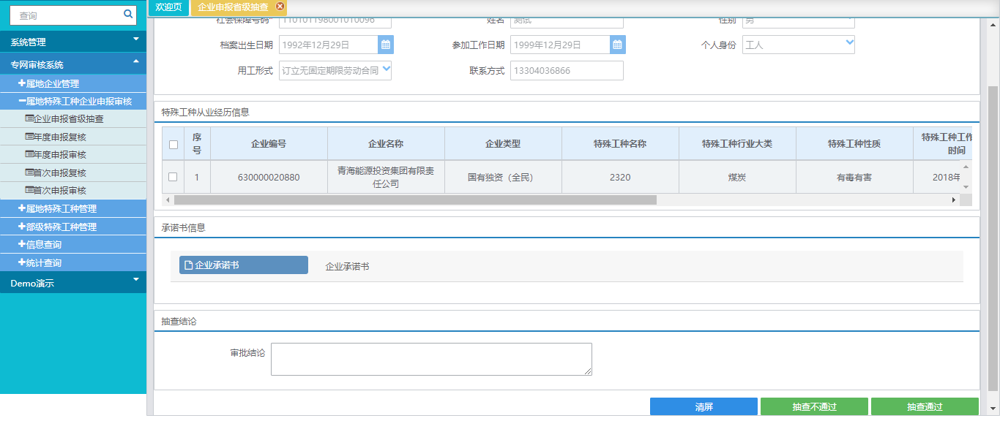 欢迎页 企业申报省级抽查
查询
系统管理
专网审核系统
属地企业管理
属地特殊工种企业申报审核
企业申报省级抽查
年度申报复核
年度申报审核
首次申报复核
首次申报审核
属地特殊工种管理
部级特殊工种管理
信息查询
统计查询
Demo演示
社会保障号码* 110101198001010096 姓名 测试 性别 男
档案出生日期 1992年12月29日 参加工作日期 1999年12月29日 个人身份 工人
用工形式 订立无固定期限劳动合同 联系方式 13304036866
特殊工种从业经历信息
序号 企业编号 企业名称 企业类型 特殊工种名称 特殊工种行业大类 特殊工种性质 特殊工种工作时间
1 630000020880 青海能源投资集团有限责任公司 国有独资（全民） 2320 煤炭 有毒有害 2018年
承诺书信息
企业承诺书 企业承诺书
抽查结论
审批结论
清屏 抽查不通过 抽查通过